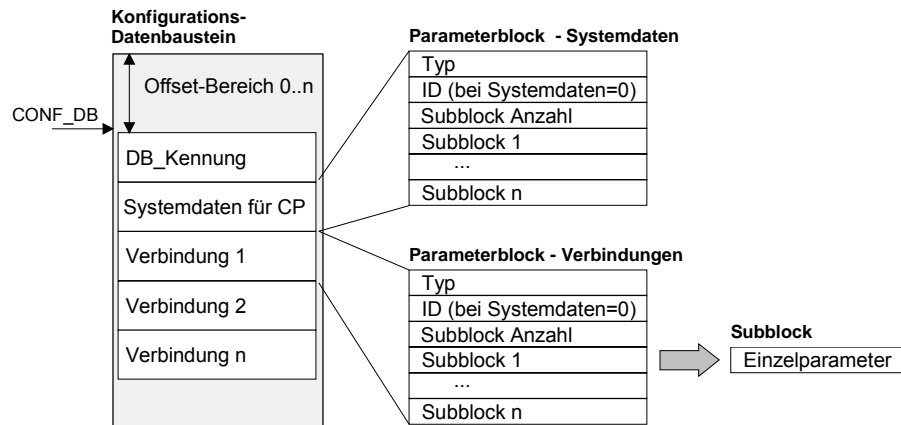 Konfigurations-
Datenbaustein
Offset-Bereich 0..n
CONF_DB
DB_Kennung
Systemdaten für CP
Verbindung 1
Verbindung 2
Verbindung n
Parameterblock - Systemdaten
Typ
ID (bei Systemdaten=0)
Subblock Anzahl
Subblock 1
...
Subblock n
Parameterblock - Verbindungen
Typ
ID (bei Systemdaten=0)
Subblock Anzahl
Subblock 1
...
Subblock n
Subblock
Einzelparameter